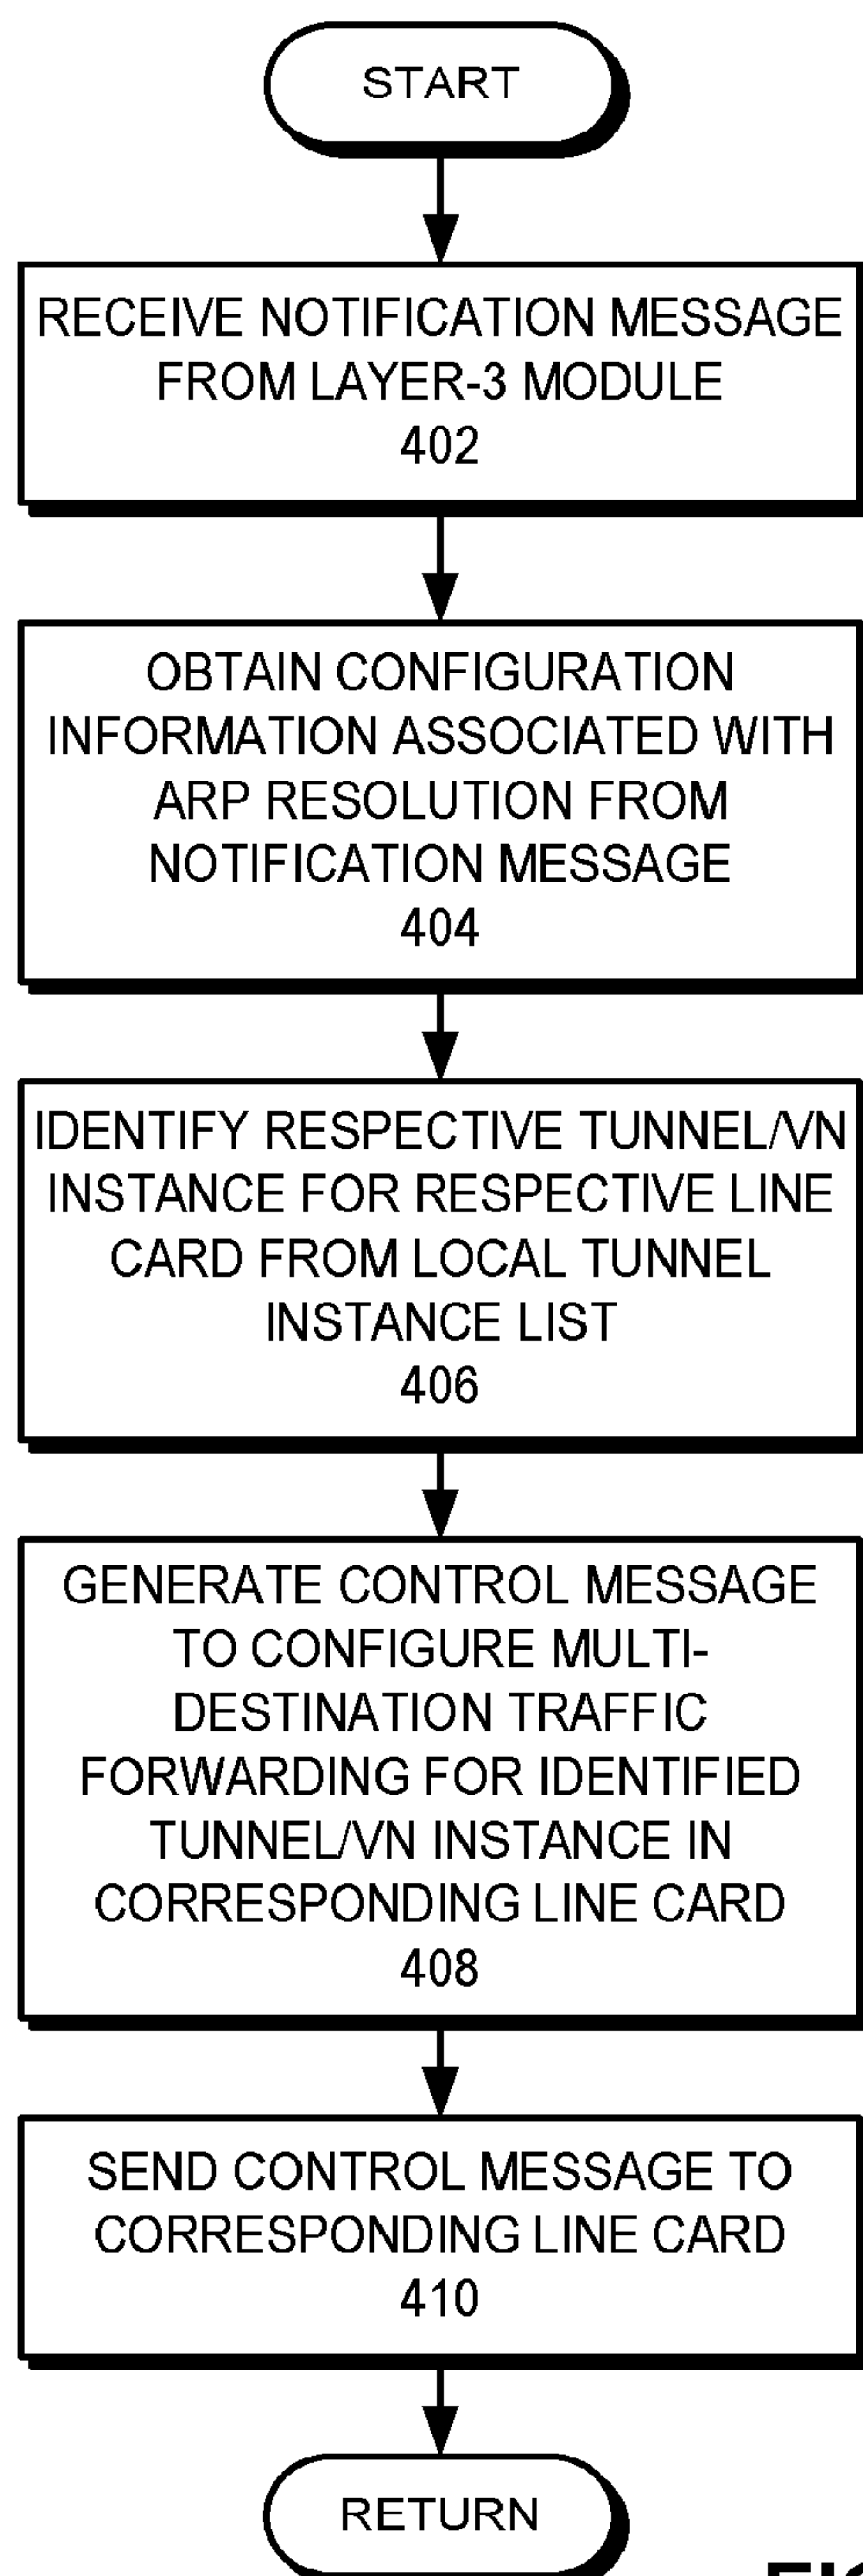 START
RECEIVE NOTIFICATION MESSAGE
FROM LAYER-3 MODULE
402
OBTAIN CONFIGURATION
INFORMATION ASSOCIATED WITH
ARP RESOLUTION FROM
NOTIFICATION MESSAGE
404
IDENTIFY RESPECTIVE TUNNEL/VN
INSTANCE FOR RESPECTIVE LINE
CARD FROM LOCAL TUNNEL
INSTANCE LIST
406
GENERATE CONTROL MESSAGE
TO CONFIGURE MULTI-
DESTINATION TRAFFIC
FORWARDING FOR IDENTIFIED
TUNNEL/VN INSTANCE IN
CORRESPONDING LINE CARD
408
SEND CONTROL MESSAGE TO
CORRESPONDING LINE CARD
410
RETURN